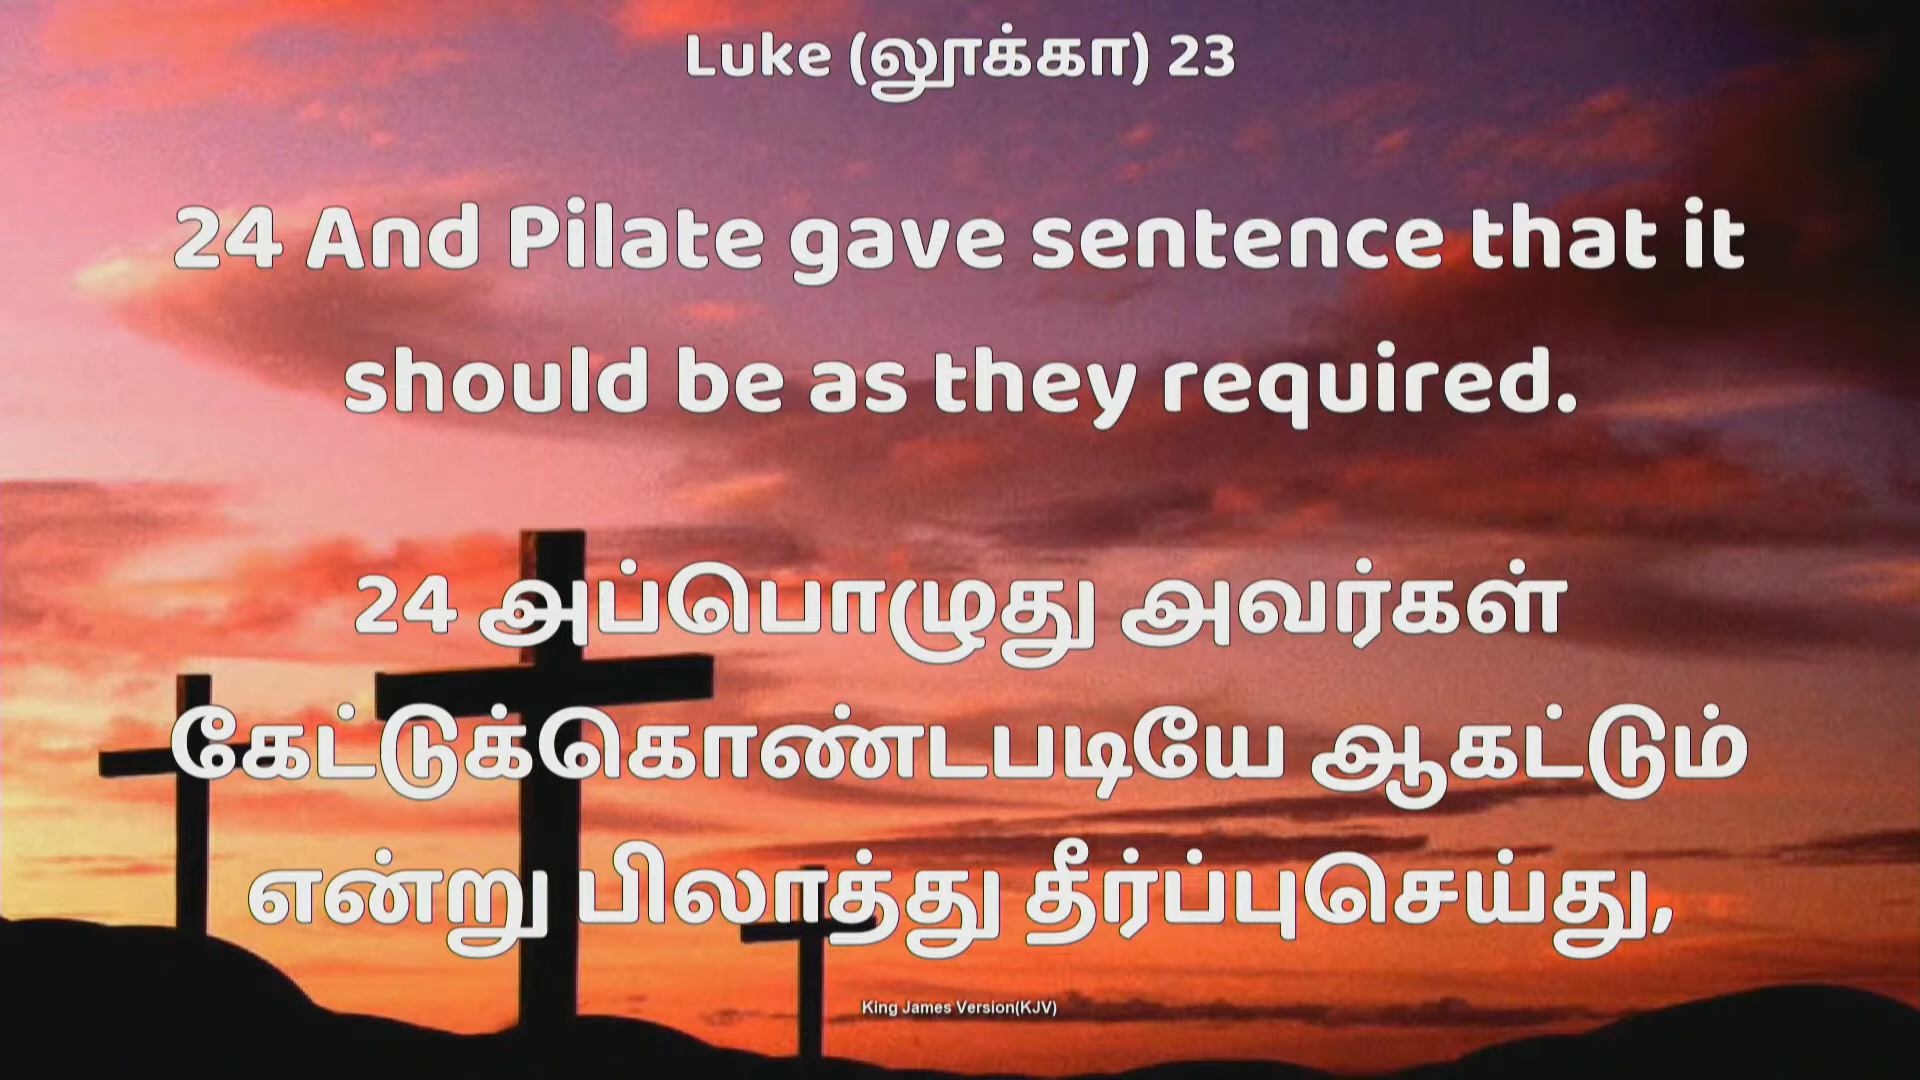 Luke (லூக்கா) 23
24 And Pilate gave sentence that it
should be as they required.
24 அப்பொழுது அவர்கள்
கேட்டுக்கொண்டபடியே ஆகட்டும்
என்று பிலாத்து தீர்ப்புசெய்து,
King James Version(KJV)